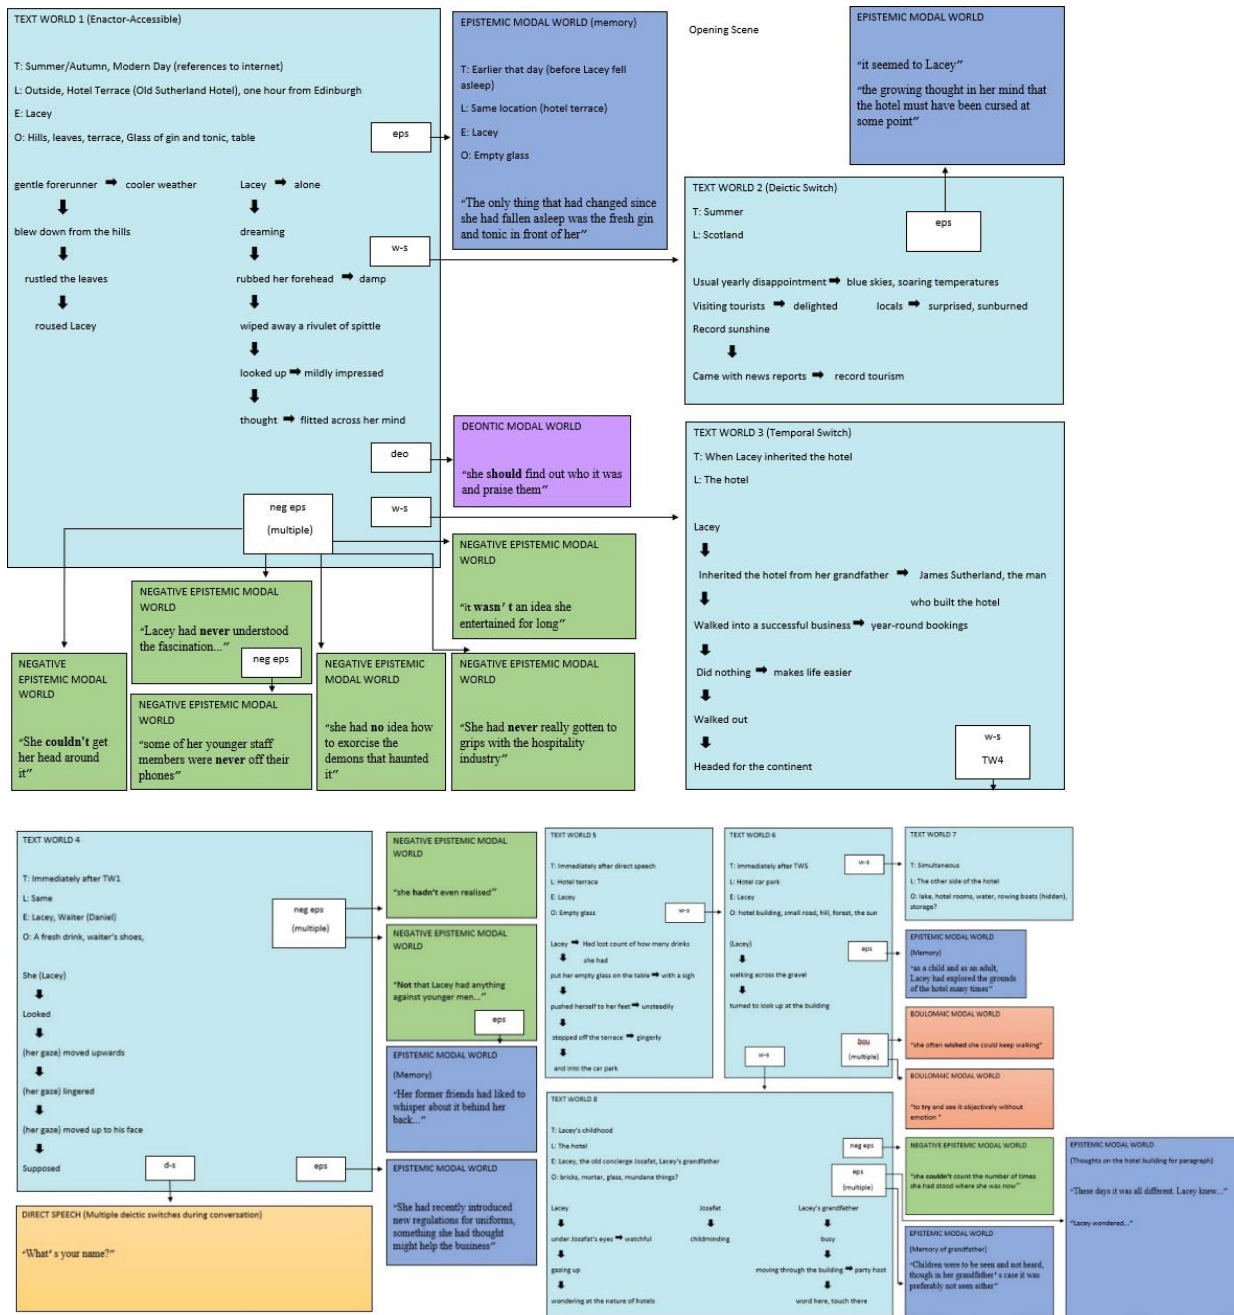 TEXT WORLD 1 (Enactor-Accessible)
T: Summer/Autumn, Modern Day (references to internet)
L: Outside, Hotel Terrace (Old Sutherland Hotel), one hour from Edinburgh
E: Lacey
O: Hills, leaves, terrace, Glass of gin and tonic, table
eps
gentle forerunner ➡ cooler weather
blew down from the hills
rustled the leaves
roused Lacey
Lacey ➡ alone
dreaming
w-s
rubbed her forehead ➡ damp
wiped away a rivulet of spittle
looked up ➡ mildly impressed
thought ➡ flitted across her mind
deo
w-s
neg eps
(multiple)
EPISTEMIC MODAL WORLD (memory)
T: Earlier that day (before Lacey fell
asleep)
L: Same location (hotel terrace)
E: Lacey
O: Empty glass
"The only thing that had changed since
she had fallen asleep was the fresh gin
and tonic in front of her"
Opening Scene
EPISTEMIC MODAL WORLD
"it seemed to Lacey"
"the growing thought in her mind that
the hotel must have been cursed at
some point"
TEXT WORLD 2 (Deictic Switch)
T: Summer
L: Scotland
eps
Usual yearly disappointment ➡ blue skies, soaring temperatures
Visiting tourists ➡ delighted locals ➡ surprised, sunburned
Record sunshine
Came with news reports ➡ record tourism
DEONTIC MODAL WORLD
"she should find out who it was
and praise them"
TEXT WORLD 3 (Temporal Switch)
T: When Lacey inherited the hotel
L: The hotel
Lacey
Inherited the hotel from her grandfather ➡ James Sutherland, the man
who built the hotel
Walked into a successful business ➡ year-round bookings
Did nothing ➡ makes life easier
Walked out
Headed for the continent
w-s
TW4
NEGATIVE EPISTEMIC MODAL
WORLD
"it wasn't an idea she
entertained for long"
NEGATIVE EPISTEMIC MODAL
WORLD
"Lacey had never understood
the fascination..."
neg eps
NEGATIVE
EPISTEMIC MODAL
WORLD
"She couldn't get
her head around
it"
NEGATIVE EPISTEMIC MODAL
WORLD
"some of her younger staff
members were never off their
phones"
NEGATIVE EPISTEMIC
MODAL WORLD
"she had no idea how
to exorcise the
demons that haunted
it"
NEGATIVE EPISTEMIC MODAL
WORLD
"She had never really gotten to
grips with the hospitality
industry"
TEXT WORLD 4
T: Immediately after TW1
L: Same
E: Lacey, Waiter (Daniel)
O: A fresh drink, waiter's shoes,
neg eps
(multiple)
She (Lacey)
Looked
(her gaze) moved upwards
(her gaze) lingered
(her gaze) moved up to his face
Supposed
d-s
eps
DIRECT SPEECH (Multiple deictic switches during conversation)
"What's your name?"
NEGATIVE EPISTEMIC MODAL
WORLD
"she hadn't even realised"
NEGATIVE EPISTEMIC MODAL
WORLD
"Not that Lacey had anything
against younger men..."
eps
EPISTEMIC MODAL WORLD
(Memory)
"Her former friends had liked to
whisper about it behind her
back..."
EPISTEMIC MODAL WORLD
"She had recently introduced
new regulations for uniforms,
something she had thought
might help the business"
TEXT WORLD 5
T: Immediately after direct speech
L: Hotel terrace
E: Lacey
O: Empty glass
w-s
Lacey ➡ Had lost count of how many drinks
she had
put her empty glass on the table ➡ with a sigh
pushed herself to her feet ➡ unsteadily
stepped off the terrace ➡ gingerly
and into the car park
TEXT WORLD 6
T: Immediately after TW5
L: Hotel car park
E: Lacey
O: hotel building, small road, hill, forest, the sun
w-s
(Lacey)
eps
walking across the gravel
turned to look up at the building
bou
(multiple)
w-s
TEXT WORLD 7
T: Simultaneous
L: The other side of the hotel
O: lake, hotel rooms, water, rowing boats (hidden),
storage?
EPISTEMIC MODAL WORLD
(Memory)
"as a child and as an adult,
Lacey had explored the grounds
of the hotel many times"
BOULOMAIC MODAL WORLD
"she often wished she could keep walking"
BOULOMAIC MODAL WORLD
"to try and see it objectively without
emotion"
TEXT WORLD 8
T: Lacey's childhood
L: The hotel
E: Lacey, the old concierge Jozafat, Lacey's grandfather
O: bricks, mortar, glass, mundane things?
neg eps
eps
(multiple)
Lacey
under Jozafat's eyes ➡ watchful
gazing up
wondering at the nature of hotels
Jozafat
childminding
Lacey's grandfather
busy
moving through the building ➡ party host
word here, touch there
NEGATIVE EPISTEMIC MODAL WORLD
"she couldn't count the number of times
she had stood where she was now"
EPISTEMIC MODAL WORLD
(Memory of grandfather)
"Children were to be seen and not heard,
though in her grandfather's case it was
preferably not seen either"
EPISTEMIC MODAL WORLD
(Thoughts on the hotel building for paragraph)
"These days it was all different. Lacey knew..."
"Lacey wondered..."